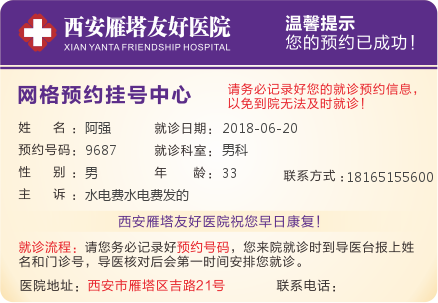 西安雁塔友好医院
XIAN YANTA FRIENDSHIP HOSPITAL
温馨提示
您的预约已成功！
网格预约挂号中心
请务必记录好您的就诊预约信息，
以免到院无法及时就诊！
姓 名：阿强 就诊日期：2018-06-20
预约号码：9687 就诊科室：男科
性 别：男 年 龄：33 联系方式：18165155600
主 诉：水电费水电费发的
西安雁塔友好医院祝您早日康复！
就诊流程：请您务必记录好预约号码，您来院就诊时到导医台报上姓
名和门诊号，导医核对后会第一时间安排您就诊。
医院地址：西安市雁塔区吉路21号 联系电话：